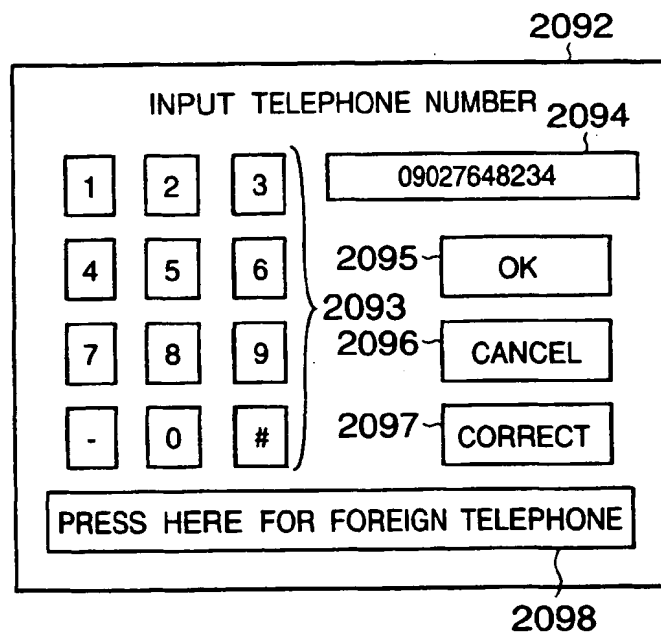 2092
INPUT TELEPHONE NUMBER
2094
1 2 3
09027648234
4 5 6
2095
OK
2093
7 8 9
2096
CANCEL
- 0 #
2097
CORRECT
PRESS HERE FOR FOREIGN TELEPHONE
2098